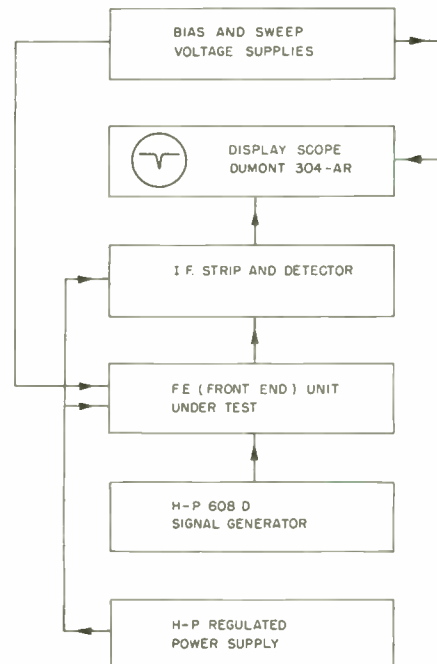 BIAS AND SWEEP
VOLTAGE SUPPLIES
DISPLAY SCOPE
DUMONT 304-AR
I F. STRIP AND DETECTOR
F.E (FRONT END) UNIT
UNDER TEST
H-P 608 D
SIGNAL GENERATOR
H-P REGULATED
POWER SUPPLY